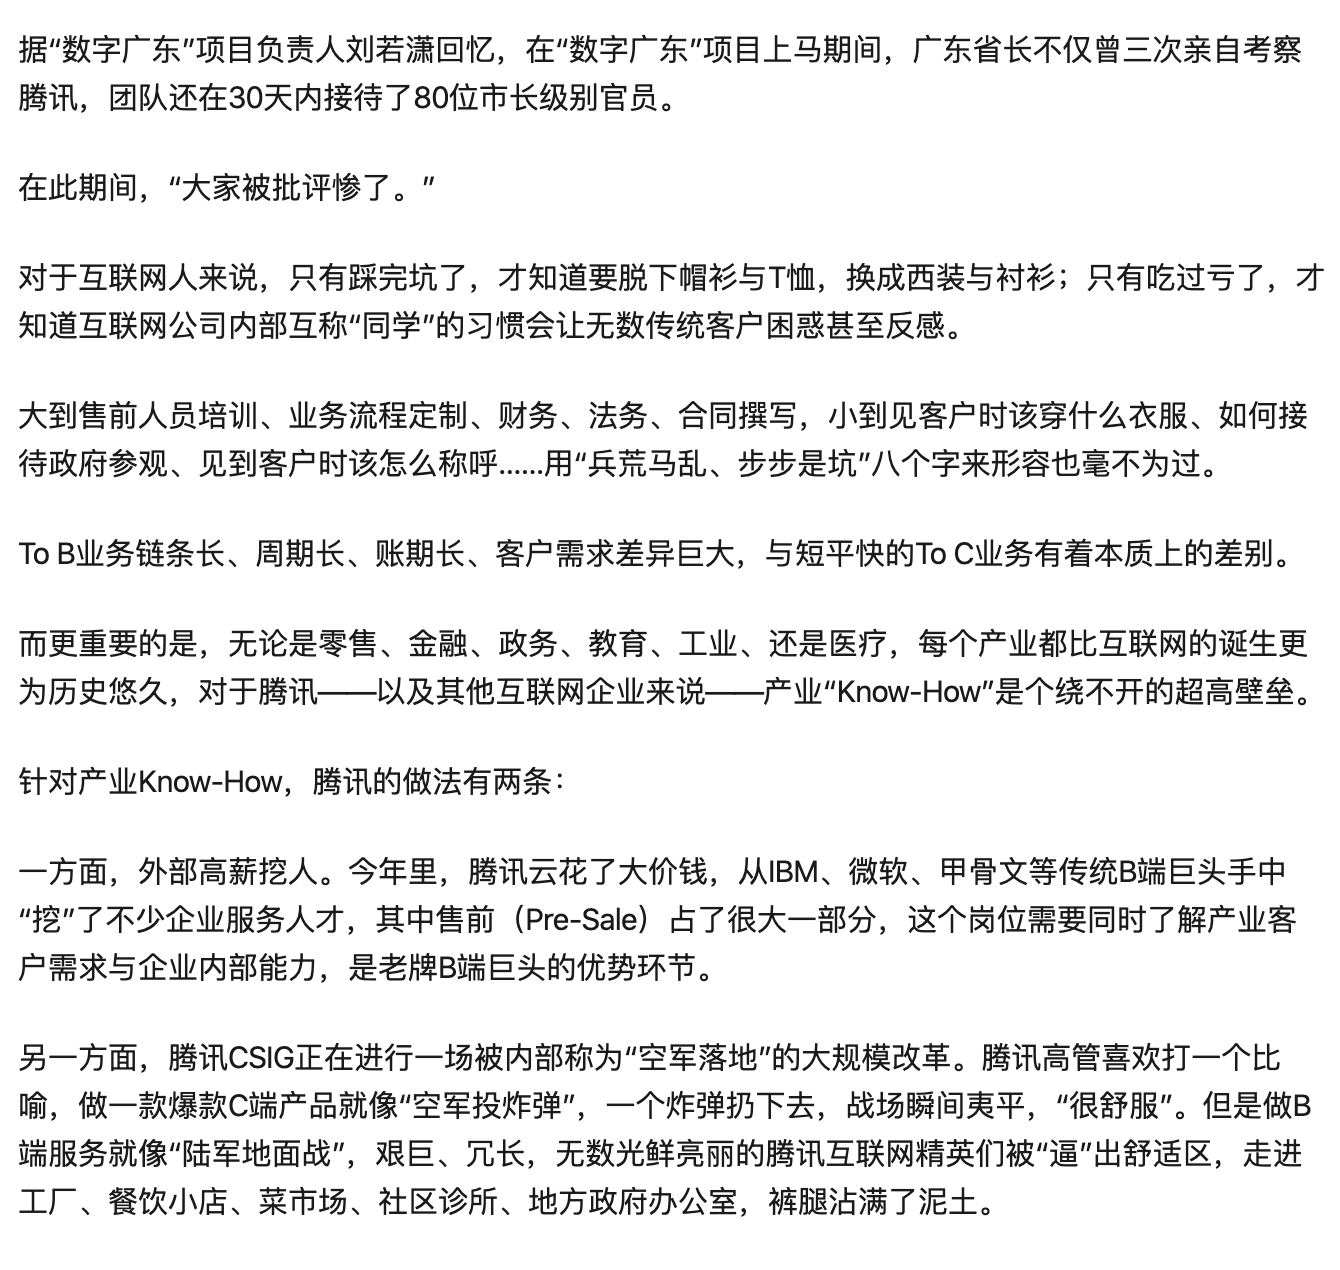 据“数字广东”项目负责人刘若潇回忆，在“数字广东”项目上马期间，广东省长不仅曾三次亲自考察
腾讯，团队还在30天内接待了80位市长级别官员。
在此期间，“大家被批评惨了。”
对于互联网人来说，只有踩完坑了，才知道要脱下帽衫与T恤，换成西装与衬衫；只有吃过亏了，才
知道互联网公司内部互称“同学”的习惯会让无数传统客户困惑甚至反感。
大到售前人员培训、业务流程定制、财务、法务、合同撰写，小到见客户时该穿什么衣服、如何接
待政府参观、见到客户时该怎么称呼......用“兵荒马乱、步步是坑”八个字来形容也毫不为过。
To B业务链条长、周期长、账期长、客户需求差异巨大，与短平快的To C业务有着本质上的差别。
而更重要的是，无论是零售、金融、政务、教育、工业、还是医疗，每个产业都比互联网的诞生更
为历史悠久，对于腾讯——以及其他互联网企业来说——产业“Know-How”是个绕不开的超高壁垒。
针对产业Know-How，腾讯的做法有两条：
一方面，外部高薪挖人。今年里，腾讯云花了大价钱，从IBM、微软、甲骨文等传统B端巨头手中
“挖”了不少企业服务人才，其中售前（Pre-Sale）占了很大一部分，这个岗位需要同时了解产业客
户需求与企业内部能力，是老牌B端巨头的优势环节。
另一方面，腾讯CSIG正在进行一场被内部称为“空军落地”的大规模改革。腾讯高管喜欢打一个比
喻，做一款爆款C端产品就像“空军投炸弹”，一个炸弹扔下去，战场瞬间夷平，“很舒服”。但是做B
端服务就像“陆军地面战”，艰巨、冗长，无数光鲜亮丽的腾讯互联网精英们被“逼”出舒适区，走进
工厂、餐饮小店、菜市场、社区诊所、地方政府办公室，裤腿沾满了泥土。